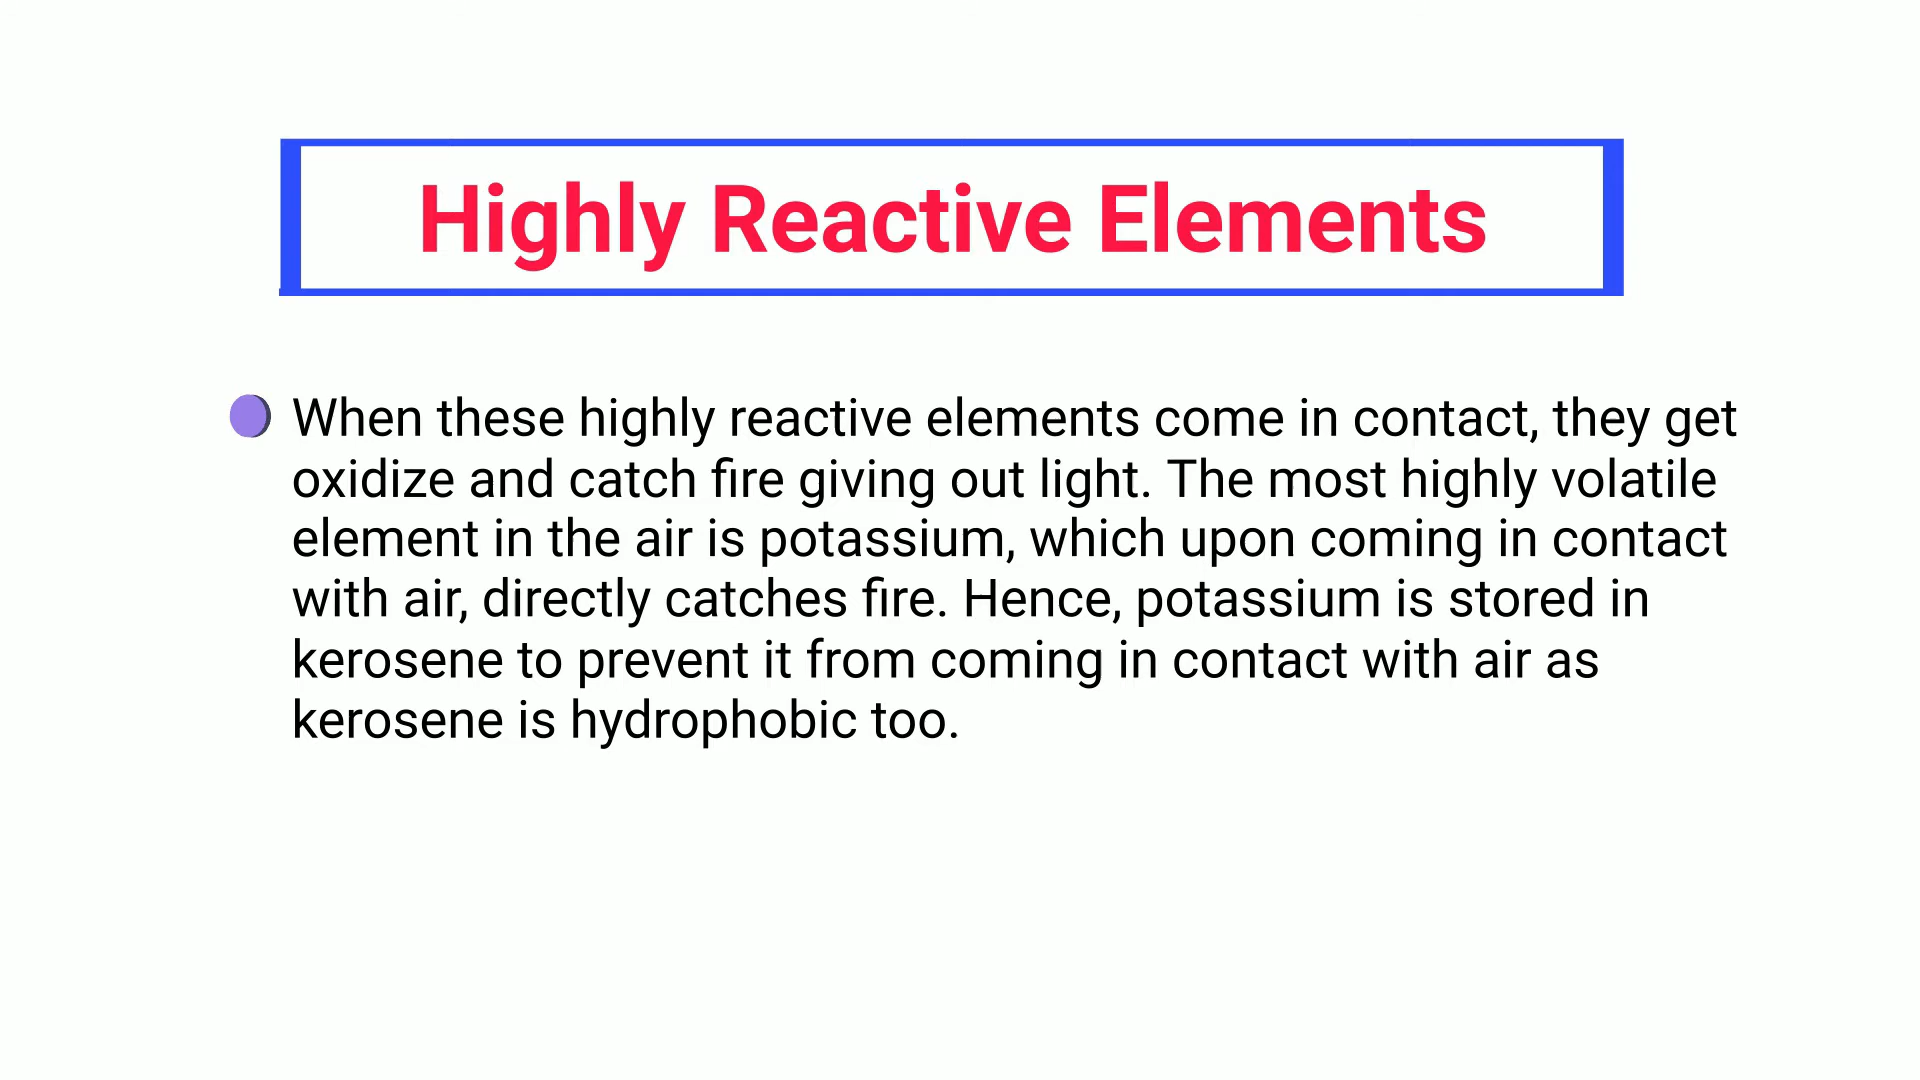 Highly Reactive Elements
When these highly reactive elements come in contact, they get
oxidize and catch fire giving out light. The most highly volatile
element in the air is potassium, which upon coming in contact
with air, directly catches fire. Hence, potassium is stored in
kerosene to prevent it from coming in contact with air as
kerosene is hydrophobic too.